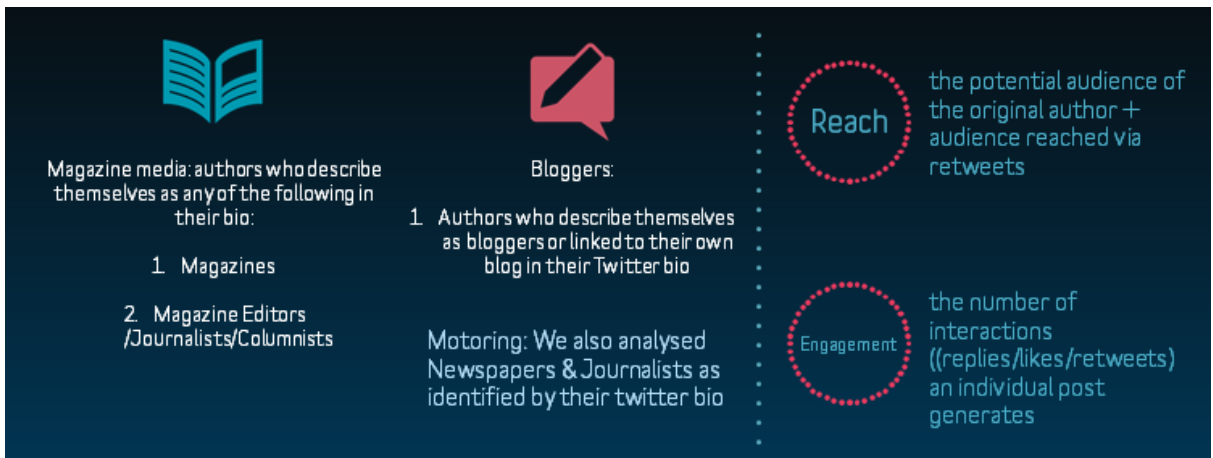 Magazine media: authors who describe
themselves as any of the following in
their bio:
1. Magazines
2. Magazine Editors
/Journalists/Columnists
Bloggers:
1. Authors who describe themselves
as bloggers or linked to their own
blog in their Twitter bio
Motoring: We also analysed
Newspapers & Journalists as
identified by their twitter bio
Reach
the potential audience of
the original author +
audience reached via
retweets
Engagement
the number of
interactions
((replies/likes/retweets)
an individual post
generates